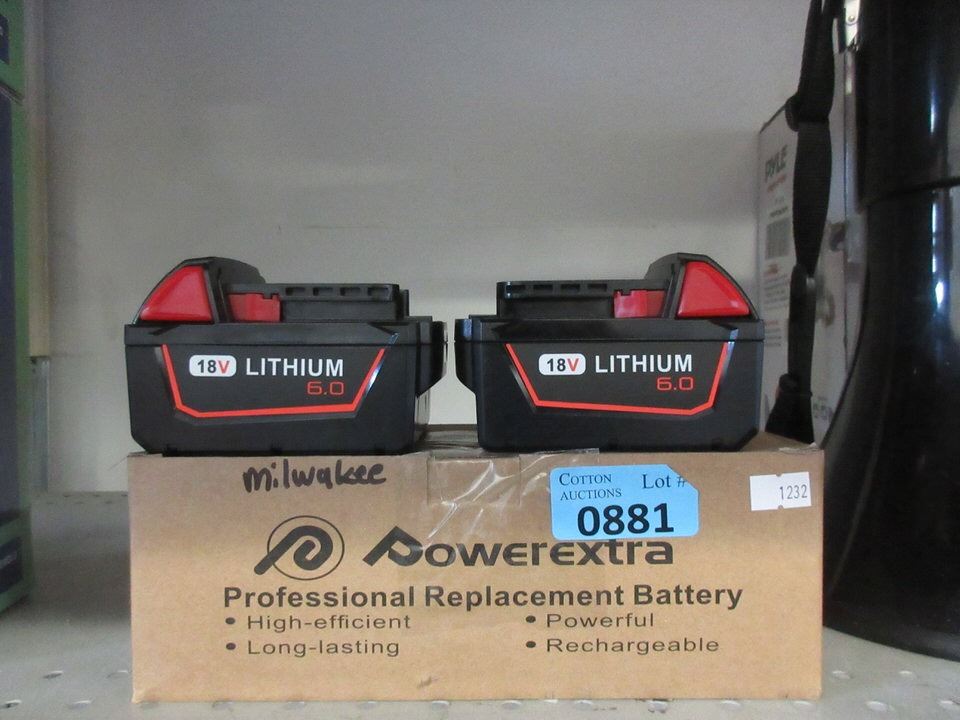 18V LITHIUM
6.0
18V LITHIUM
6.0
milwakee
COTTON AUCTIONS Lot #
0881
1232
Powerextra
Professional Replacement Battery
• High-efficient
• Powerful
• Long-lasting
• Rechargeable
PYLE